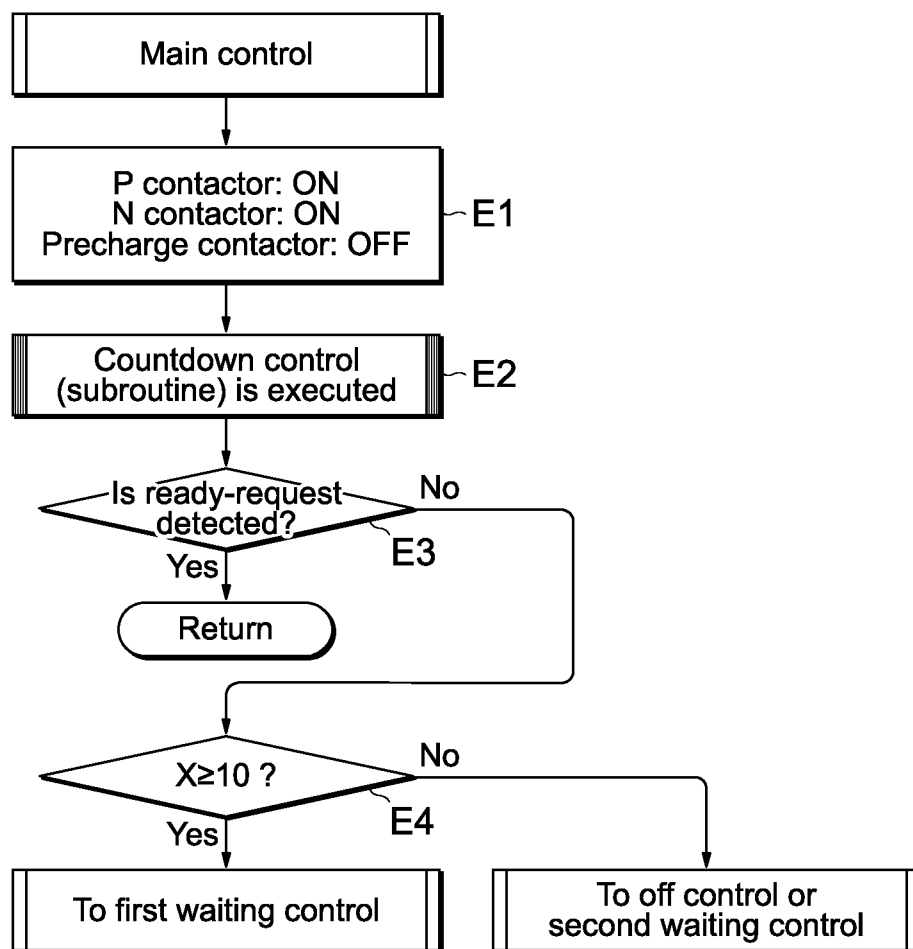 Main control
P contactor: ON
N contactor: ON
Precharge contactor: OFF
E1
Countdown control
(subroutine) is executed
E2
Is ready-request
detected?
No
E3
Yes
Return
X≥10 ?
No
E4
Yes
To first waiting control
To off control or
second waiting control